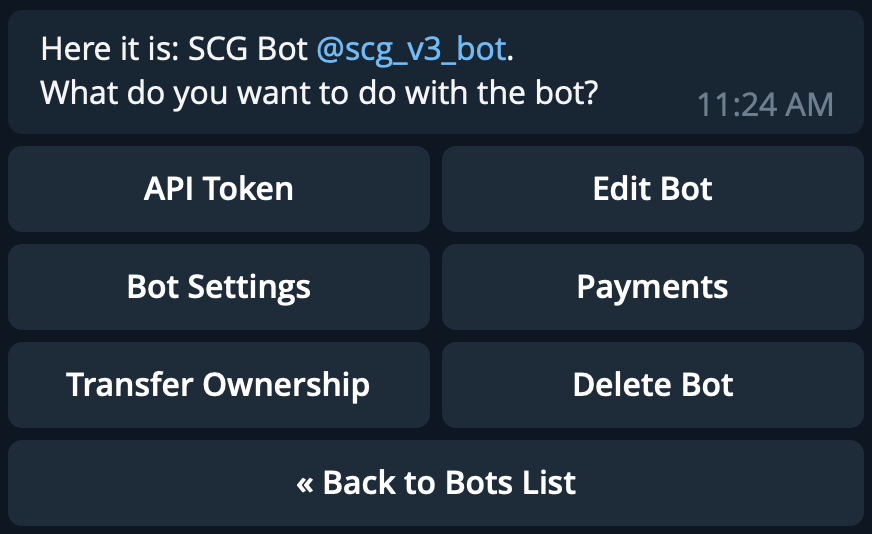 Here it is: SCG Bot @scg_v3_bot.
What do you want to do with the bot?
11:24 AM
API Token
Edit Bot
Bot Settings
Payments
Transfer Ownership
Delete Bot
« Back to Bots List